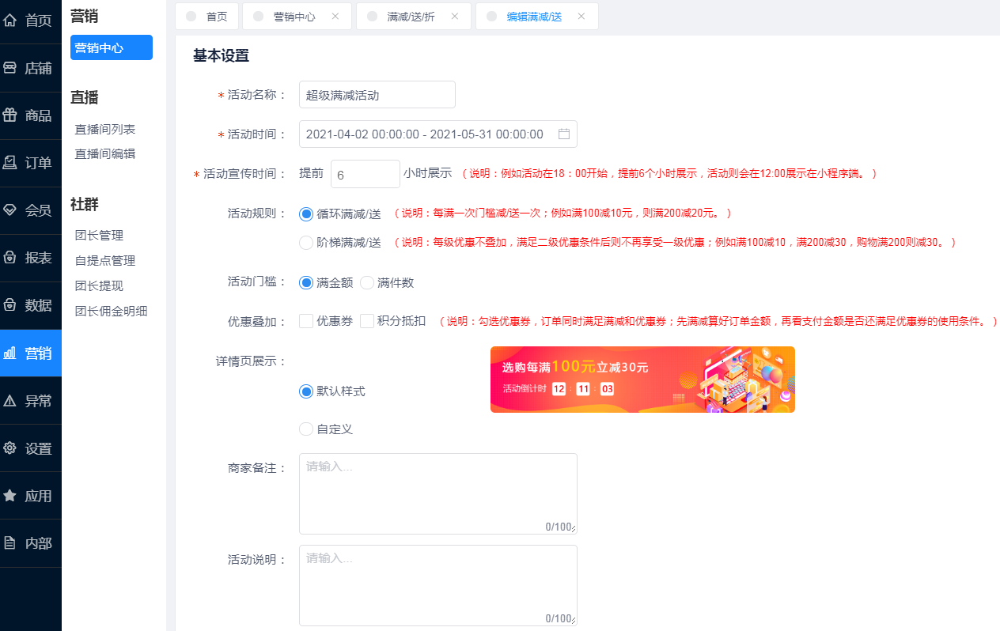 首页
店铺
商品
订单
会员
报表
数据
营销
异常
设置
应用
内部
营销
营销中心
直播
直播间列表
直播间编辑
社群
团长管理
自提点管理
团长提现
团长佣金明细
首页 营销中心 × 满减/送/折 × 编辑满减/送 ×
基本设置
* 活动名称： 超级满减活动
* 活动时间： 2021-04-02 00:00:00 - 2021-05-31 00:00:00
* 活动宣传时间： 提前 6 小时展示 （说明：例如活动在18：00开始，提前6个小时展示，活动则会在12:00展示在小程序端。）
活动规则： 循环满减/送 （说明：每满一次门槛减/送一次；例如满100减10元，则满200减20元。）
阶梯满减/送 （说明：每级优惠不叠加，满足二级优惠条件后则不再享受一级优惠；例如满100减10，满200减30，购物满200则减30。）
活动门槛： 满金额 满件数
优惠叠加： 优惠券 积分抵扣 （说明：勾选优惠券，订单同时满足满减和优惠券；先满减算好订单金额，再看支付金额是否还满足优惠券的使用条件。）
详情页展示：
选购每满100元立减30元
活动倒计时 12 : 11 : 03
默认样式
自定义
商家备注： 请输入...
0/100
活动说明： 请输入...
0/100